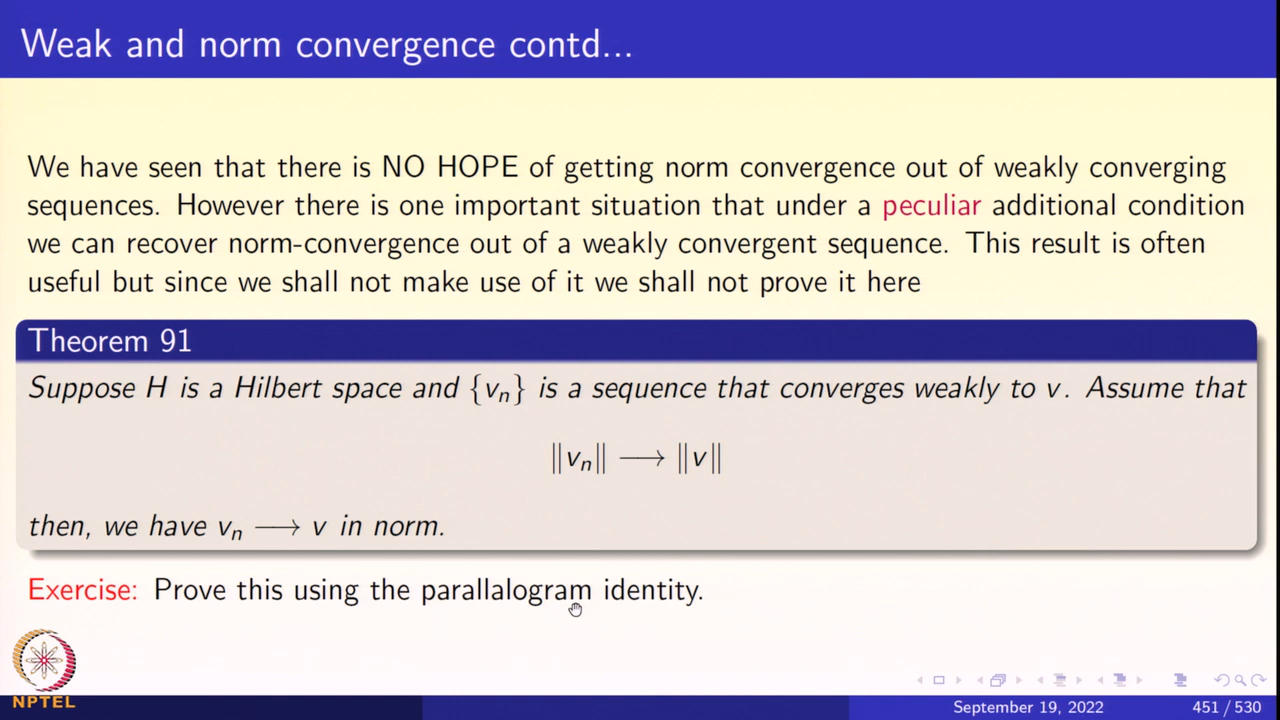 Weak and norm convergence contd...
We have seen that there is NO HOPE of getting norm convergence out of weakly converging
sequences. However there is one important situation that under a peculiar additional condition
we can recover norm-convergence out of a weakly convergent sequence. This result is often
useful but since we shall not make use of it we shall not prove it here
Theorem 91
Suppose H is a Hilbert space and {vₙ} is a sequence that converges weakly to v. Assume that
‖vₙ‖ ⟶ ‖v‖
then, we have vₙ ⟶ v in norm.
Exercise: Prove this using the parallalogram identity.
NPTEL
September 19, 2022 451 / 530